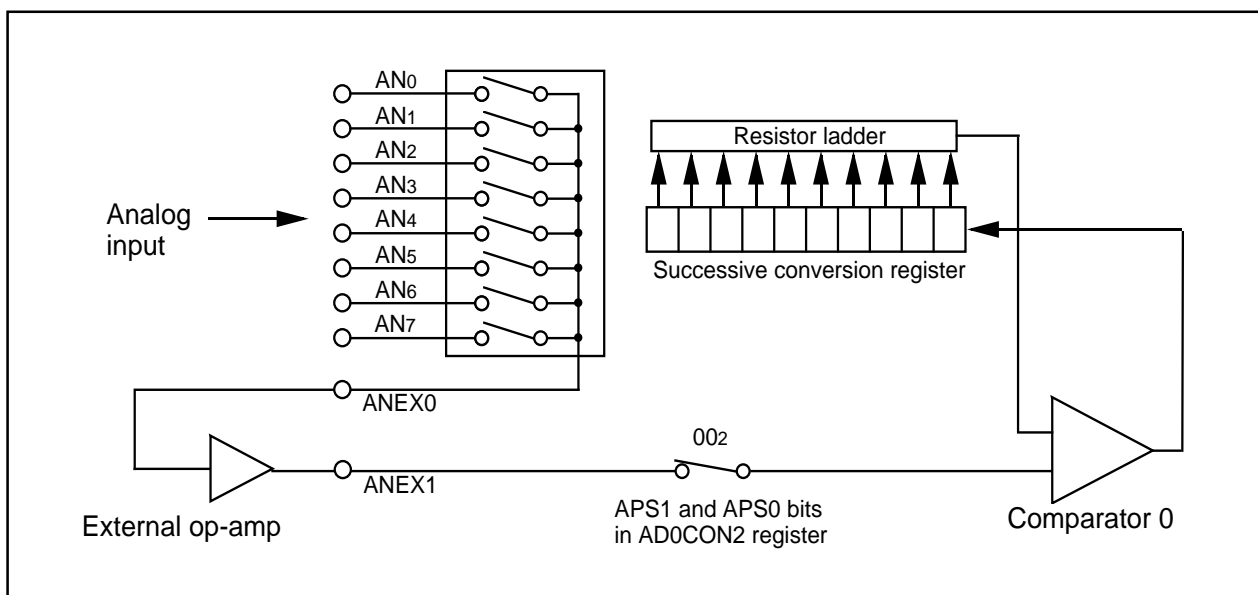 AN0
AN1
AN2
AN3
AN4
AN5
AN6
AN7
Analog
input
Resistor ladder
Successive conversion register
ANEX0
ANEX1
External op-amp
002
APS1 and APS0 bits
in AD0CON2 register
Comparator 0